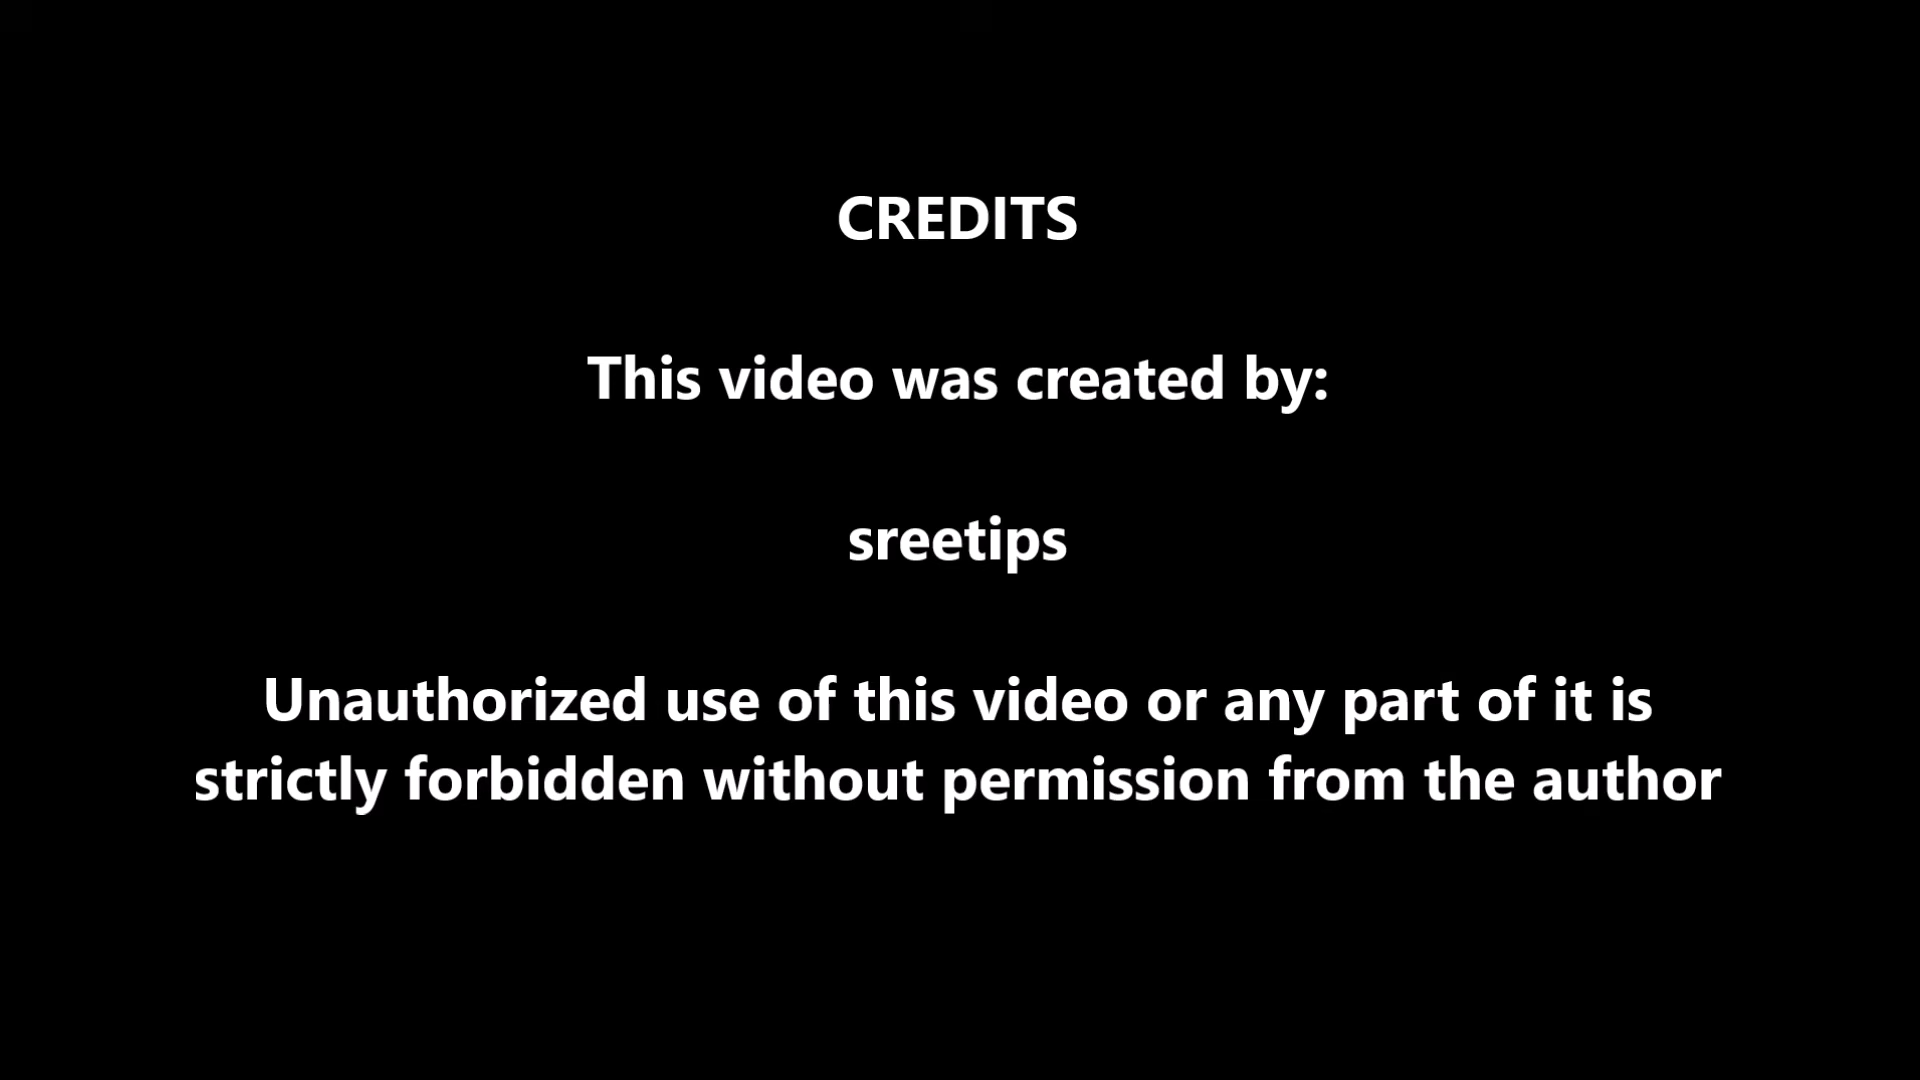 CREDITS
This video was created by:
sreetips
Unauthorized use of this video or any part of it is
strictly forbidden without permission from the author